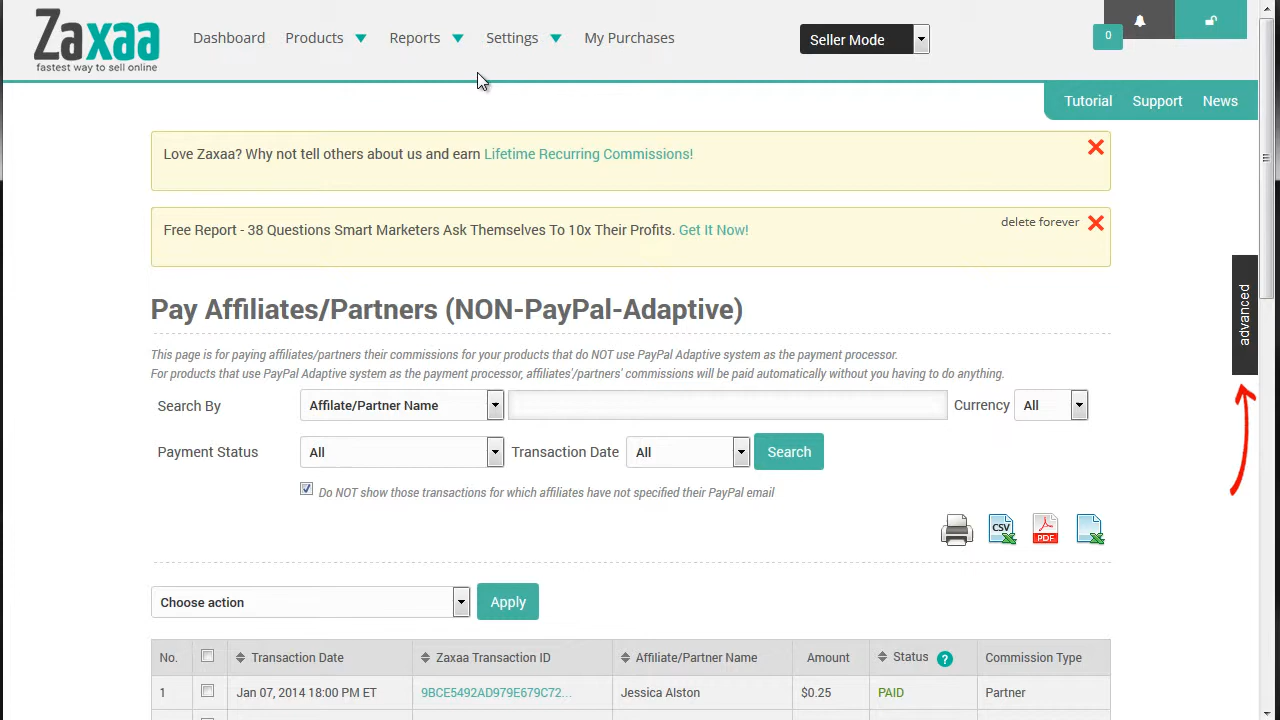 Zaxaa
fastest way to sell online
Dashboard Products Reports Settings My Purchases
Seller Mode
0
Tutorial Support News
Love Zaxaa? Why not tell others about us and earn Lifetime Recurring Commissions!
delete forever
Free Report - 38 Questions Smart Marketers Ask Themselves To 10x Their Profits. Get It Now!
advanced
Pay Affiliates/Partners (NON-PayPal-Adaptive)
This page is for paying affiliates/partners their commissions for your products that do NOT use PayPal Adaptive system as the payment processor.
For products that use PayPal Adaptive system as the payment processor, affiliates'/partners' commissions will be paid automatically without you having to do anything.
Search By Affilate/Partner Name Currency All
Payment Status All Transaction Date All Search
Do NOT show those transactions for which affiliates have not specified their PayPal email
CSV PDF
Choose action Apply
No. Transaction Date Zaxaa Transaction ID Affiliate/Partner Name Amount Status ? Commission Type
1 Jan 07, 2014 18:00 PM ET 9BCE5492AD979E679C72... Jessica Alston $0.25 PAID Partner